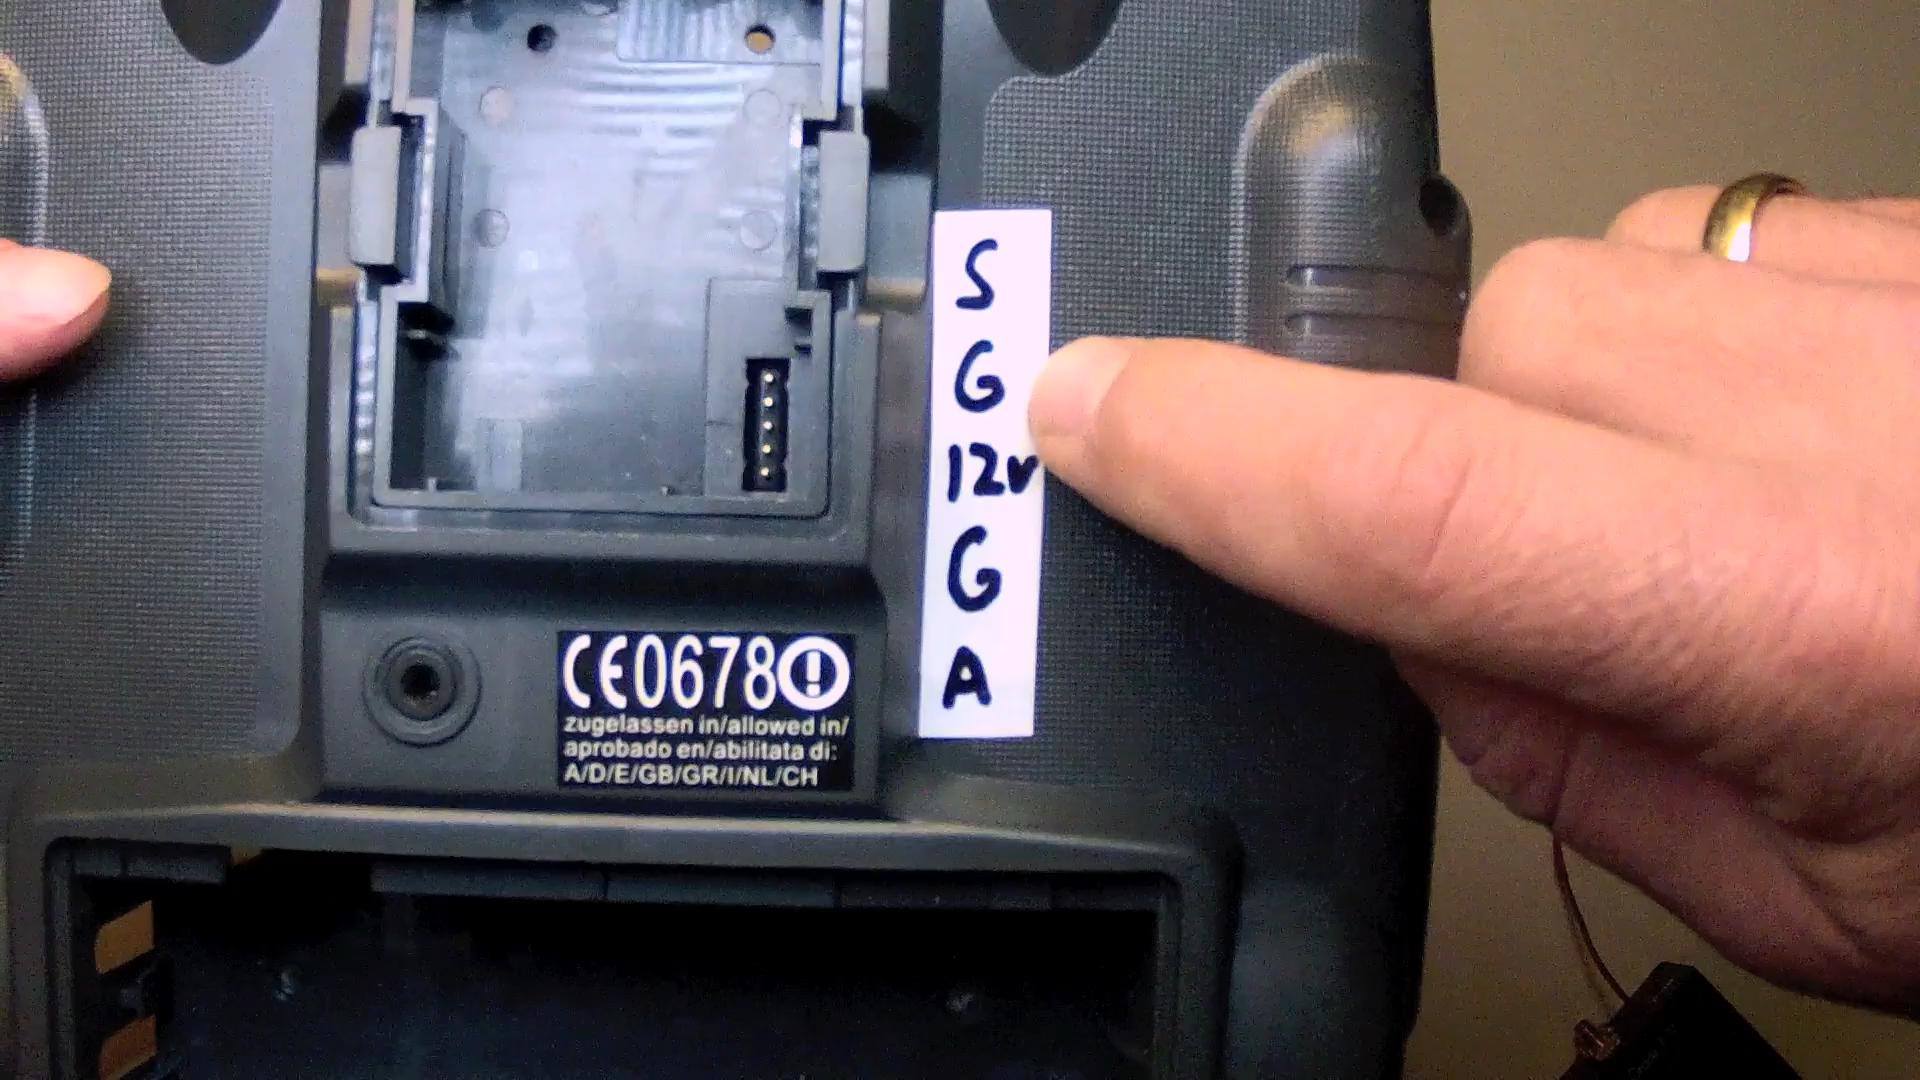 S
G
12v
G
A
CE0678
zugelassen in/allowed in/
aprobado en/abilitata di:
A/D/E/GB/GR/I/NL/CH